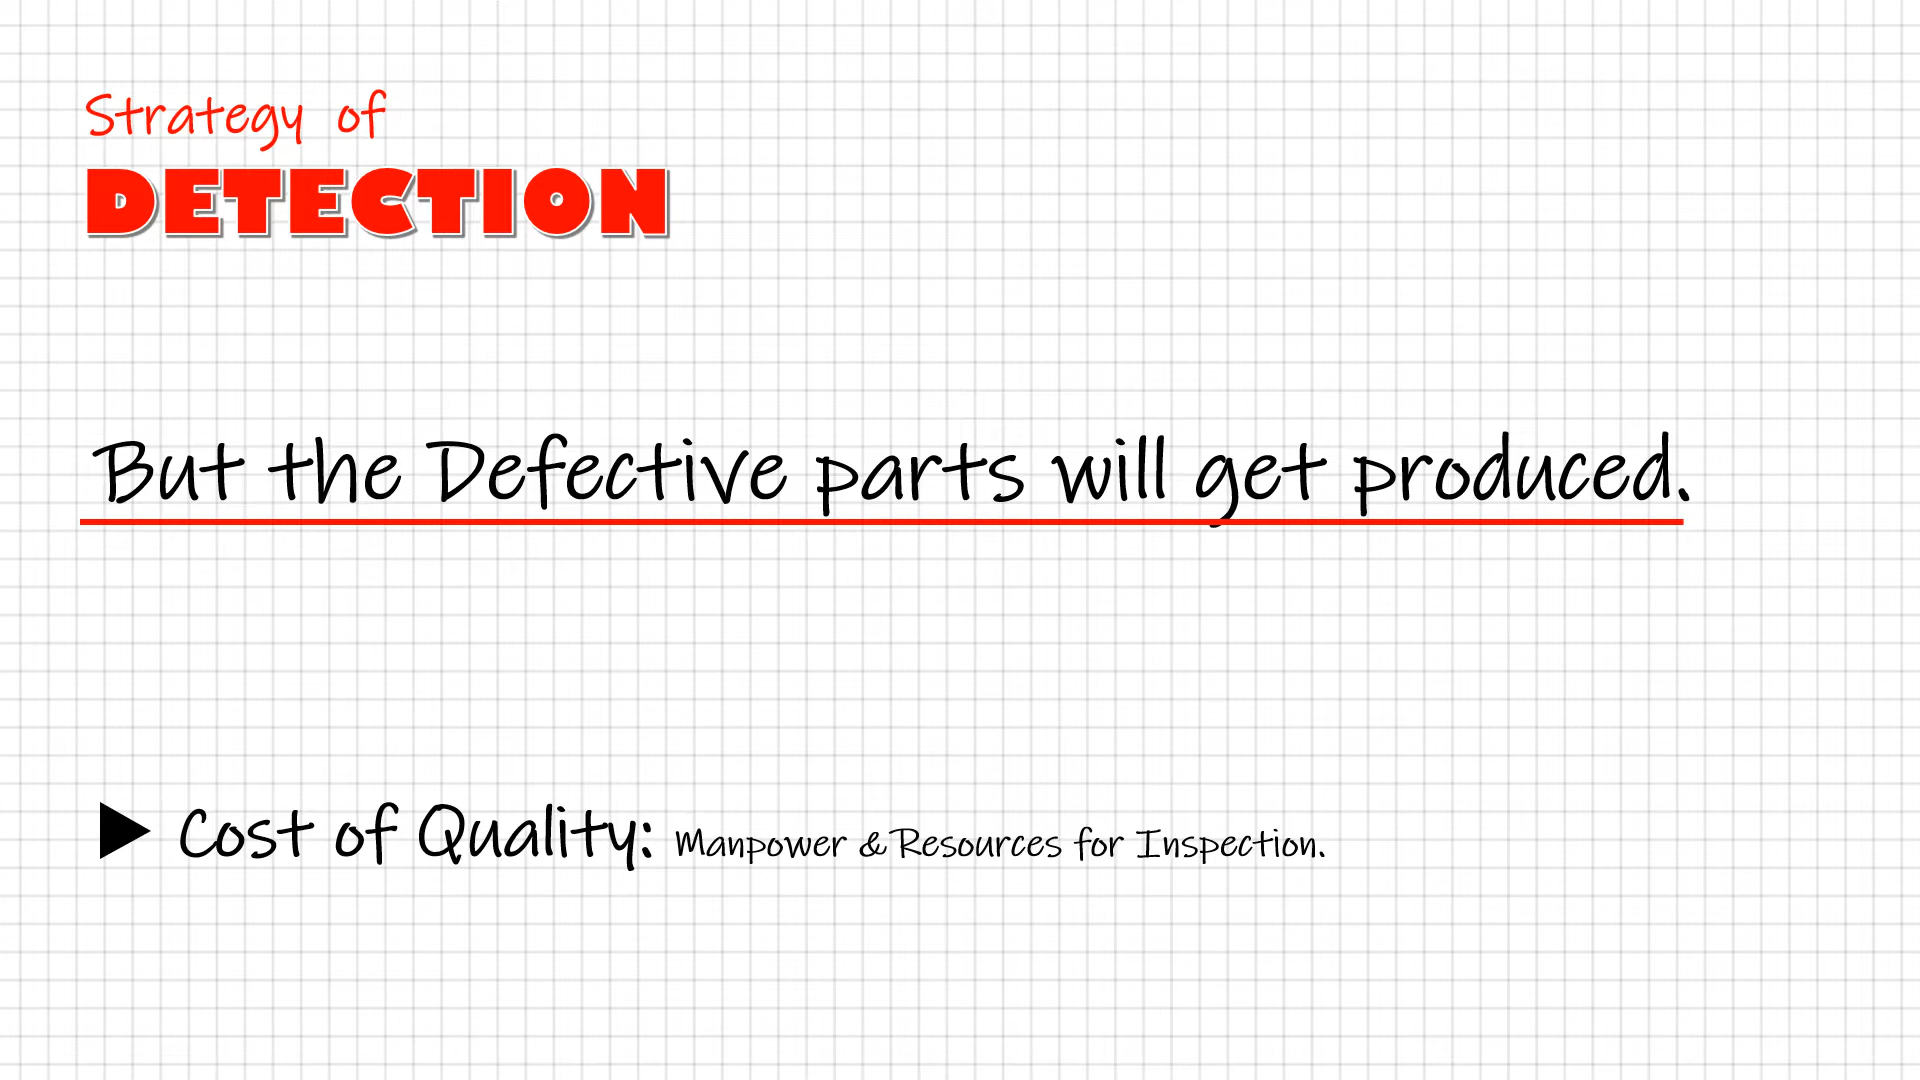 Strategy of
DETECTION
But the Defective parts will get produced.
Cost of Quality: Manpower & Resources for Inspection.